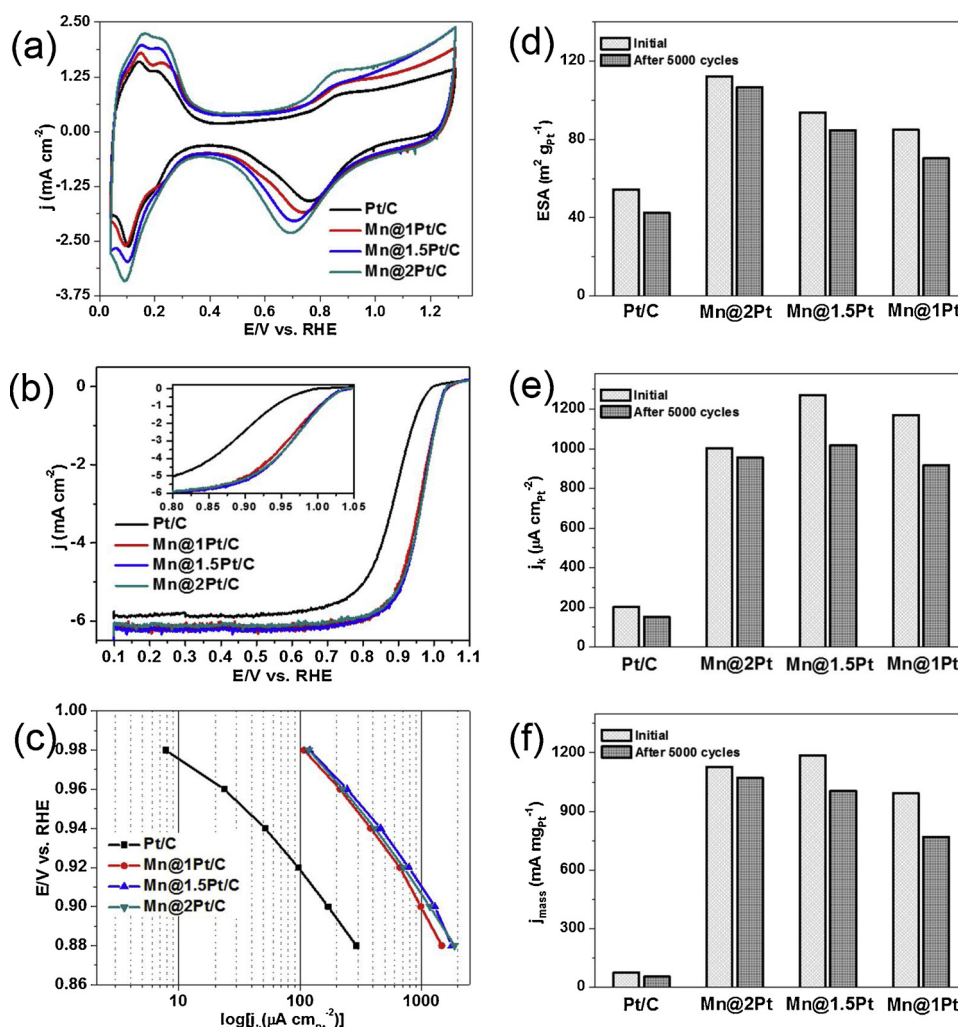 (a)
2.50
1.25
0.00
-1.25
-2.50
-3.75
j (mA cm-2)
Pt/C
Mn@1Pt/C
Mn@1.5Pt/C
Mn@2Pt/C
0.0 0.2 0.4 0.6 0.8 1.0 1.2
E/V vs. RHE
(b)
0
-2
-4
-6
j (mA cm-2)
0
-1
-2
-3
-4
-5
-6
0.80 0.85 0.90 0.95 1.00 1.05
Pt/C
Mn@1Pt/C
Mn@1.5Pt/C
Mn@2Pt/C
0.1 0.2 0.3 0.4 0.5 0.6 0.7 0.8 0.9 1.0 1.1
E/V vs. RHE
(c)
1.00
0.98
0.96
0.94
0.92
0.90
0.88
0.86
E/V vs. RHE
Pt/C
Mn@1Pt/C
Mn@1.5Pt/C
Mn@2Pt/C
10 100 1000
log[jk(μA cmPt-2)]
(d)
Initial
After 5000 cycles
120
80
40
0
ESA (m2 gPt-1)
Pt/C Mn@2Pt Mn@1.5Pt Mn@1Pt
(e)
Initial
After 5000 cycles
1200
1000
800
600
400
200
0
jk (μA cmPt-2)
Pt/C Mn@2Pt Mn@1.5Pt Mn@1Pt
(f)
Initial
After 5000 cycles
1200
900
600
300
0
jmass (mA mgPt-1)
Pt/C Mn@2Pt Mn@1.5Pt Mn@1Pt